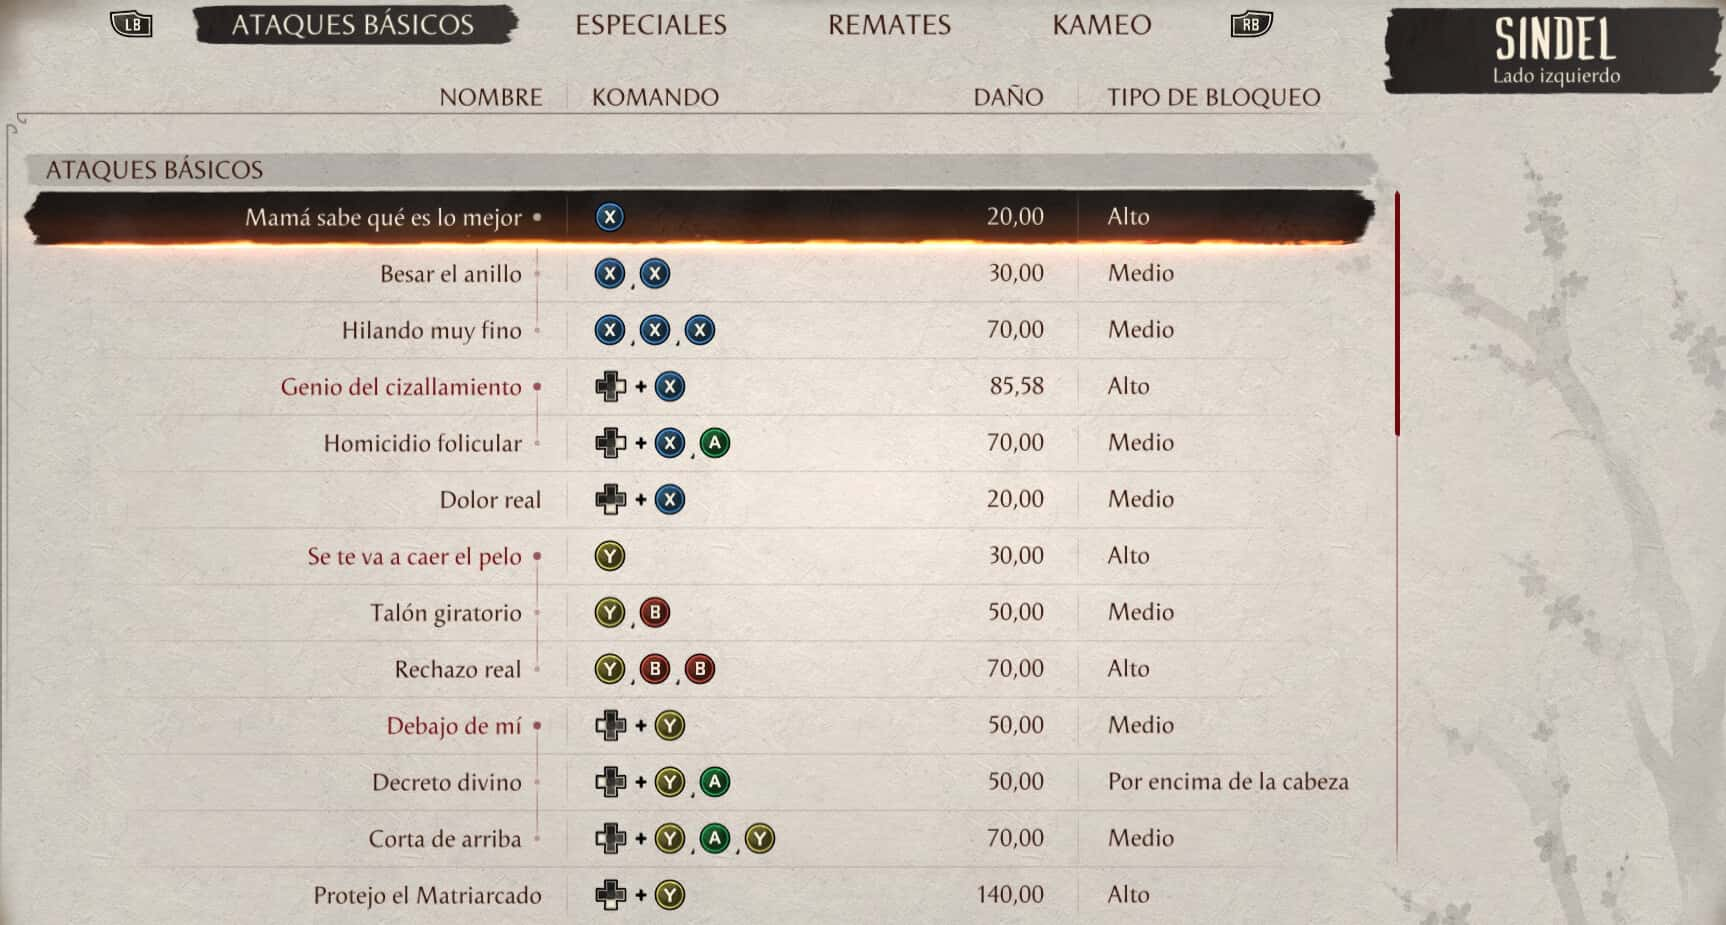 LB ATAQUES BÁSICOS ESPECIALES REMATES KAMEO RB
SINDEL
Lado izquierdo
NOMBRE KOMANDO DAÑO TIPO DE BLOQUEO
ATAQUES BÁSICOS
Mamá sabe qué es lo mejor X 20,00 Alto
Besar el anillo X , X 30,00 Medio
Hilando muy fino X , X , X 70,00 Medio
Genio del cizallamiento + X 85,58 Alto
Homicidio folicular + X , A 70,00 Medio
Dolor real + X 20,00 Medio
Se te va a caer el pelo Y 30,00 Alto
Talón giratorio Y , B 50,00 Medio
Rechazo real Y , B , B 70,00 Alto
Debajo de mí + Y 50,00 Medio
Decreto divino + Y , A 50,00 Por encima de la cabeza
Corta de arriba + Y , A , Y 70,00 Medio
Protejo el Matriarcado + Y 140,00 Alto